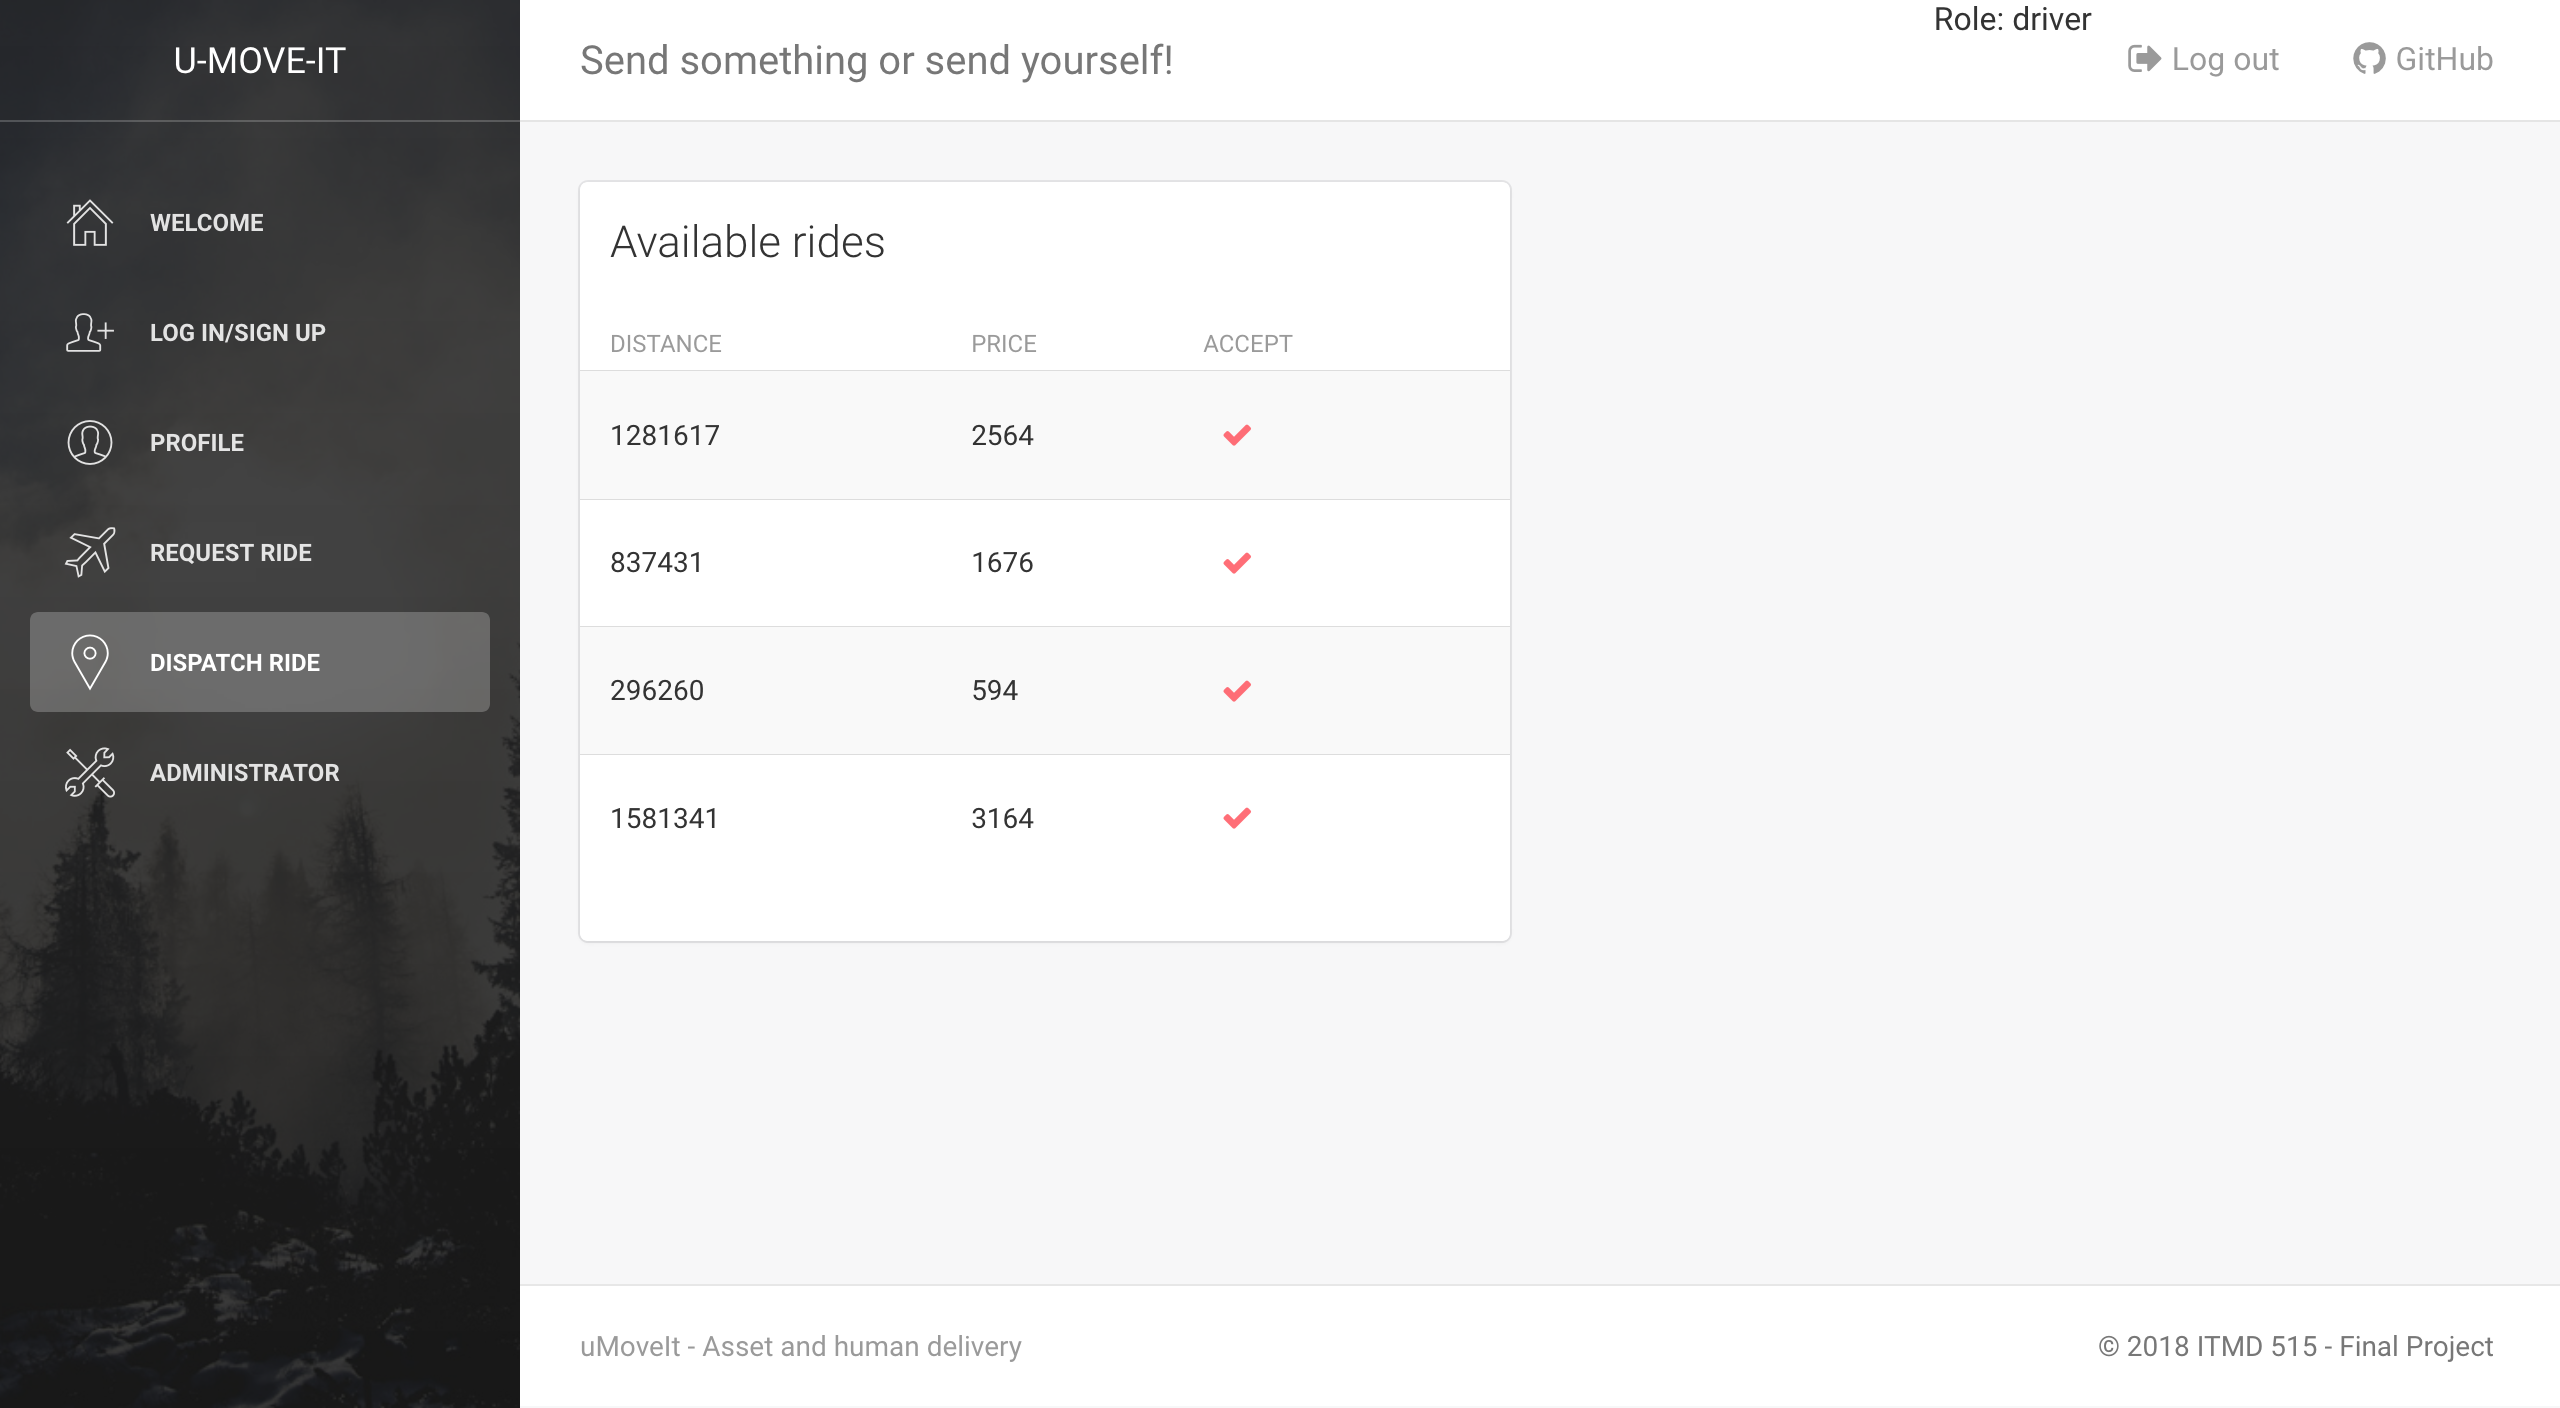 U-MOVE-IT
Send something or send yourself!
Role: driver
Log out
GitHub
WELCOME
LOG IN/SIGN UP
PROFILE
REQUEST RIDE
DISPATCH RIDE
ADMINISTRATOR
Available rides
DISTANCE PRICE ACCEPT
1281617 2564
837431 1676
296260 594
1581341 3164
uMoveIt - Asset and human delivery
© 2018 ITMD 515 - Final Project